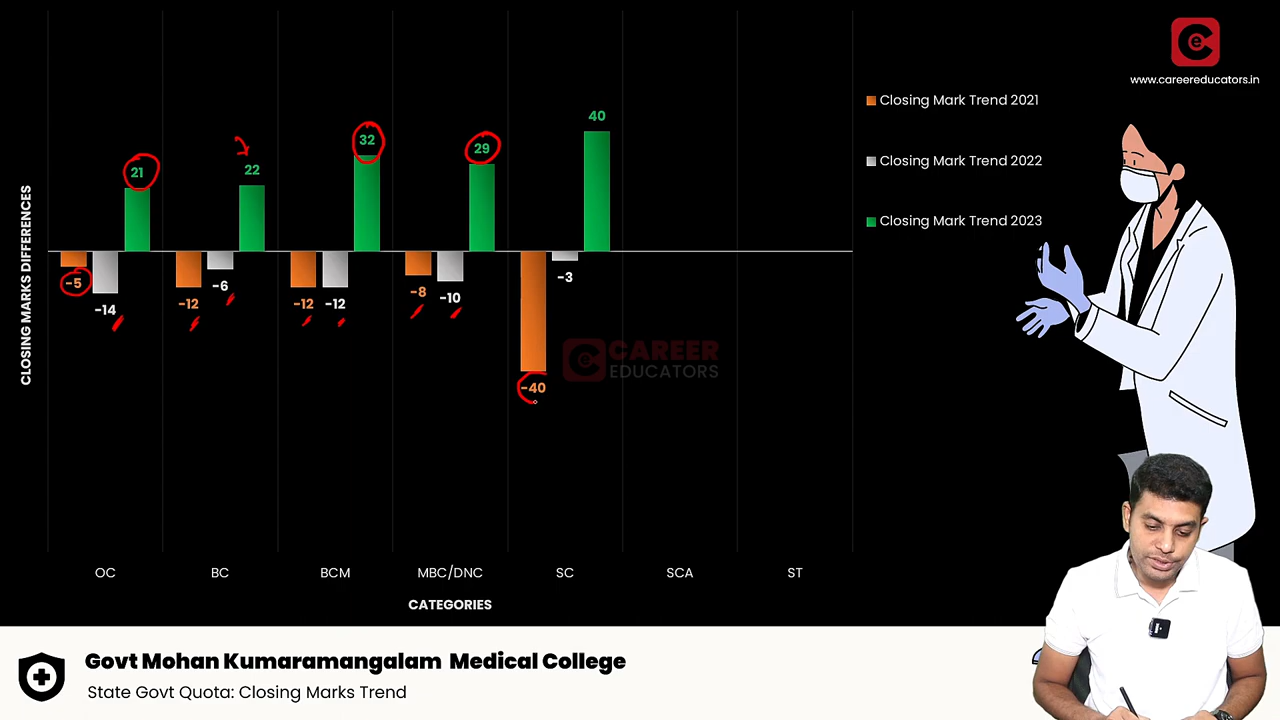 www.careereducators.in
Closing Mark Trend 2021
Closing Mark Trend 2022
Closing Mark Trend 2023
CLOSING MARKS DIFFERENCES
21
22
32
29
40
-5
-14
-12
-6
-12
-12
-8
-10
-40
-3
CAREER
EDUCATORS
OC BC BCM MBC/DNC SC SCA ST
CATEGORIES
Govt Mohan Kumaramangalam Medical College
State Govt Quota: Closing Marks Trend